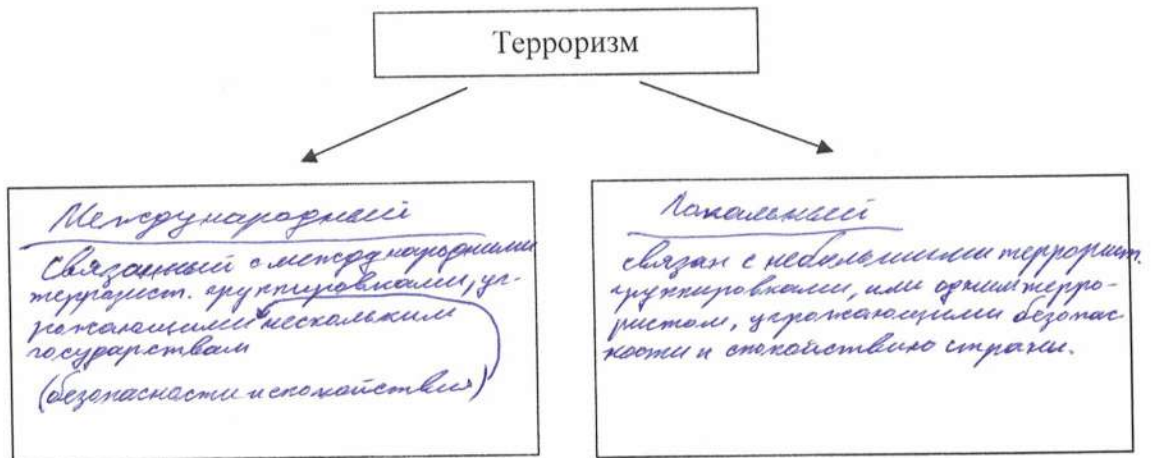 Терроризм
Международный
связанный с международными
террорист. группировками, уг-
рожающими нескольким
государствам
(безопасности и спокойствия)
Локальный
связан с небольшими террорист.
группировками, или одним терро-
ристом, угрожающими безопас
ности и спокойствию страны.